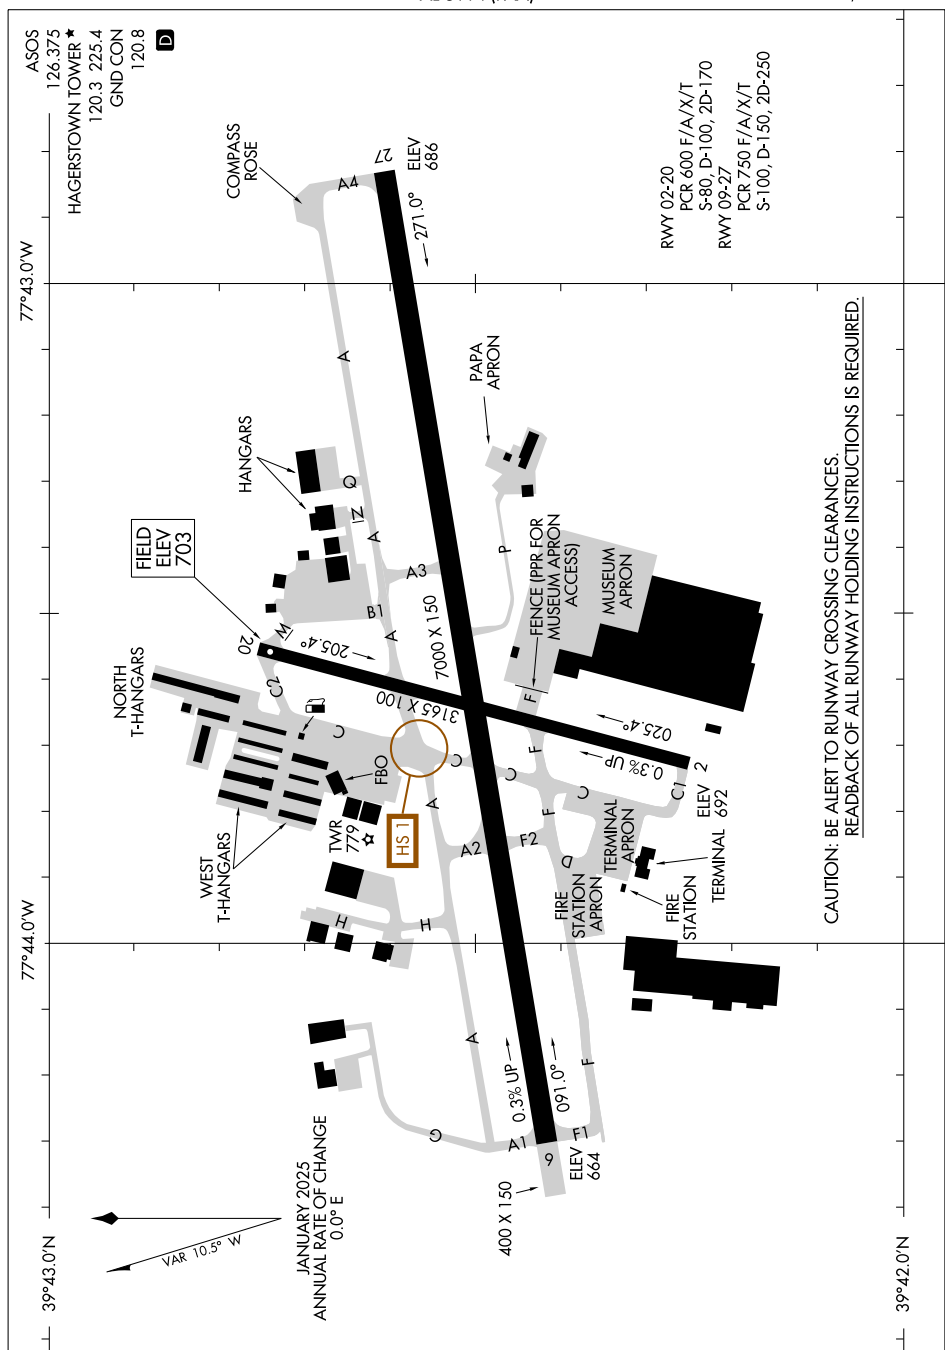 ASOS
126.375
HAGERSTOWN TOWER ★
120.3 225.4
GND CON
120.8
D
77°43.0'W
77°44.0'W
39°43.0'N
39°42.0'N
COMPASS
ROSE
A4
27
ELEV
686
271.0°
RWY 02-20
PCR 600 F/A/X/T
S-80, D-100, 2D-170
RWY 09-27
PCR 750 F/A/X/T
S-100, D-150, 2D-250
A
HANGARS
Q
N
A
PAPA
APRON
P
FIELD
ELEV
703
A3
B1
A
M
20
205.4°
7000 X 150
3165 X 100
FENCE (PPR FOR
MUSEUM APRON
ACCESS)
MUSEUM
APRON
NORTH
T-HANGARS
C2
C
FBO
F
F
025.4°
0.3% UP
2
ELEV
692
C1
C
C
C
HS 1
A
TWR
779
WEST
T-HANGARS
A2
F2
F
D
TERMINAL
APRON
TERMINAL
FIRE
STATION
APRON
FIRE
STATION
H
H
A
G
0.3% UP
091.0°
F
A1
F1
9
ELEV
664
400 X 150
JANUARY 2025
ANNUAL RATE OF CHANGE
0.0° E
VAR 10.5° W
CAUTION: BE ALERT TO RUNWAY CROSSING CLEARANCES.
READBACK OF ALL RUNWAY HOLDING INSTRUCTIONS IS REQUIRED.